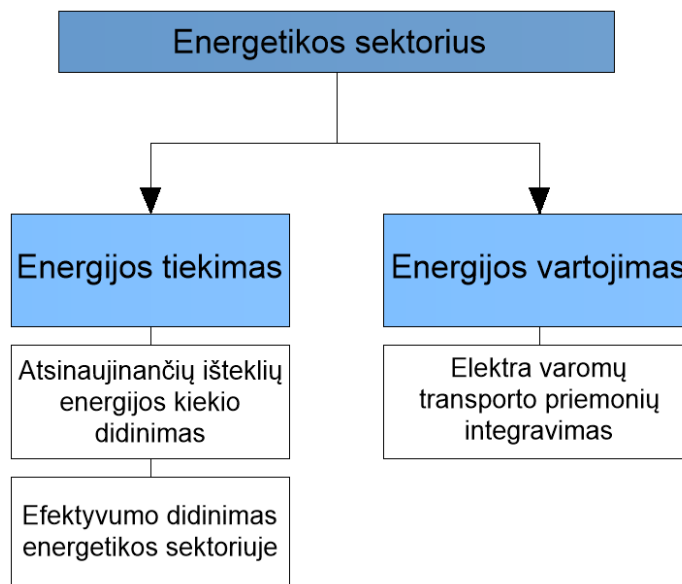 Energetikos sektorius
Energijos tiekimas
Energijos vartojimas
Atsinaujinančių išteklių
energijos kiekio
didinimas
Elektra varomų
transporto priemonių
integravimas
Efektyvumo didinimas
energetikos sektoriuje